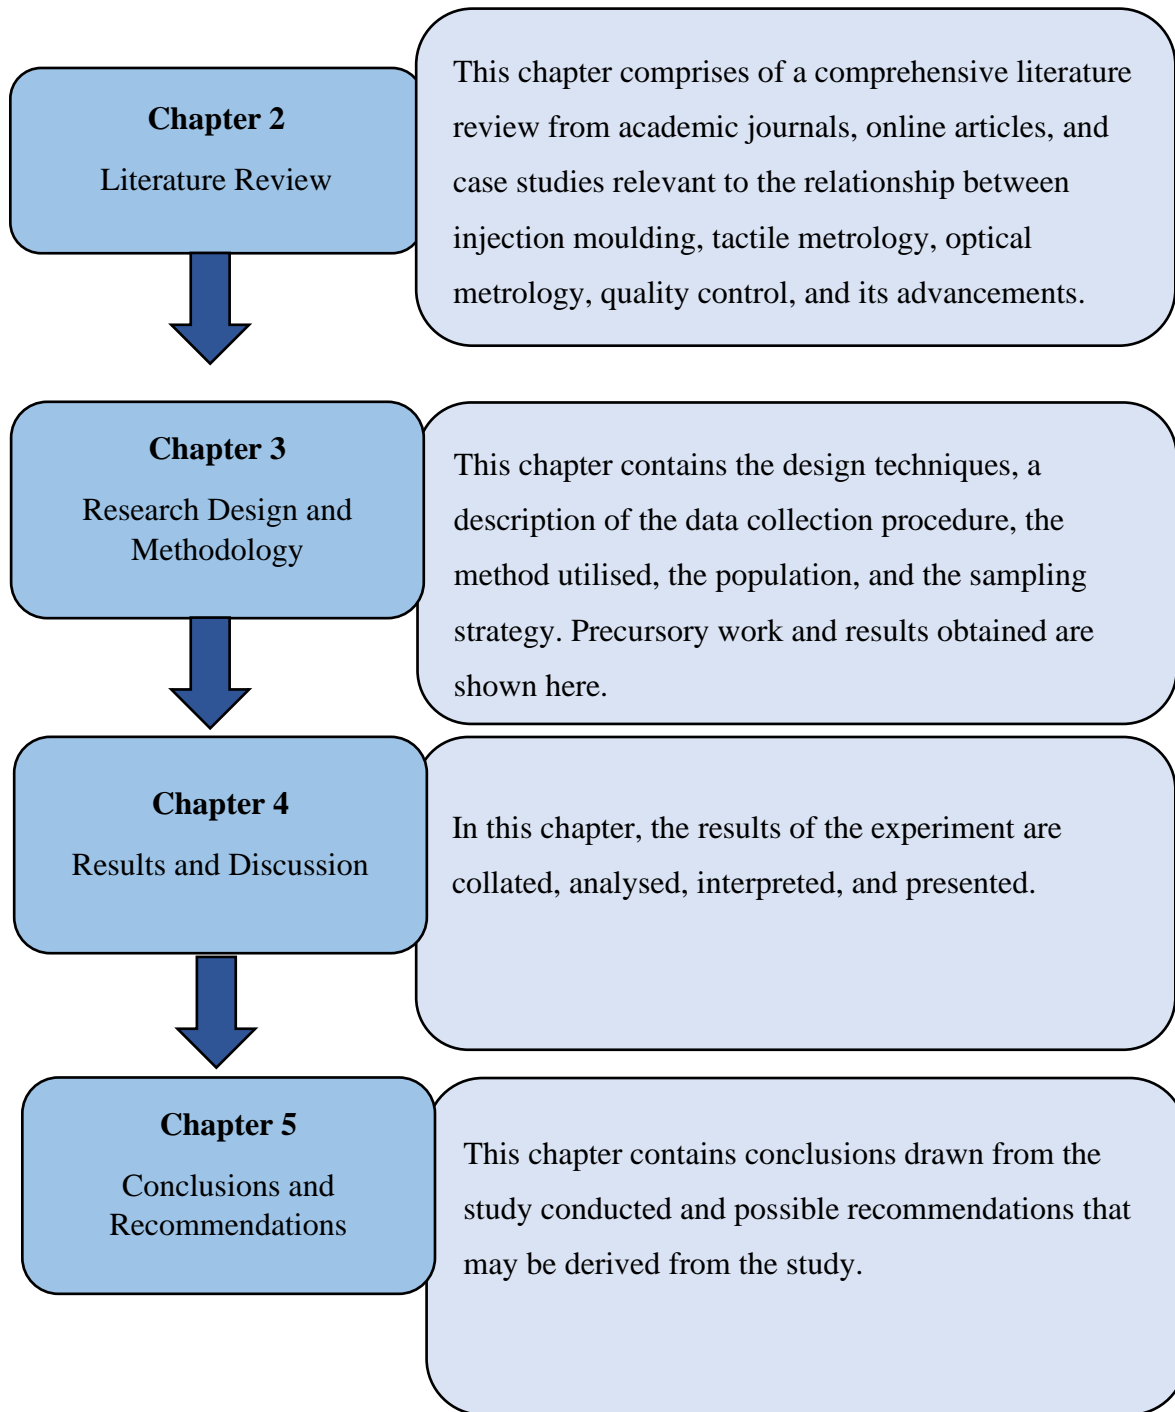 Chapter 2
Literature Review
This chapter comprises of a comprehensive literature
review from academic journals, online articles, and
case studies relevant to the relationship between
injection moulding, tactile metrology, optical
metrology, quality control, and its advancements.
Chapter 3
Research Design and
Methodology
This chapter contains the design techniques, a
description of the data collection procedure, the
method utilised, the population, and the sampling
strategy. Precursory work and results obtained are
shown here.
Chapter 4
Results and Discussion
In this chapter, the results of the experiment are
collated, analysed, interpreted, and presented.
Chapter 5
Conclusions and
Recommendations
This chapter contains conclusions drawn from the
study conducted and possible recommendations that
may be derived from the study.